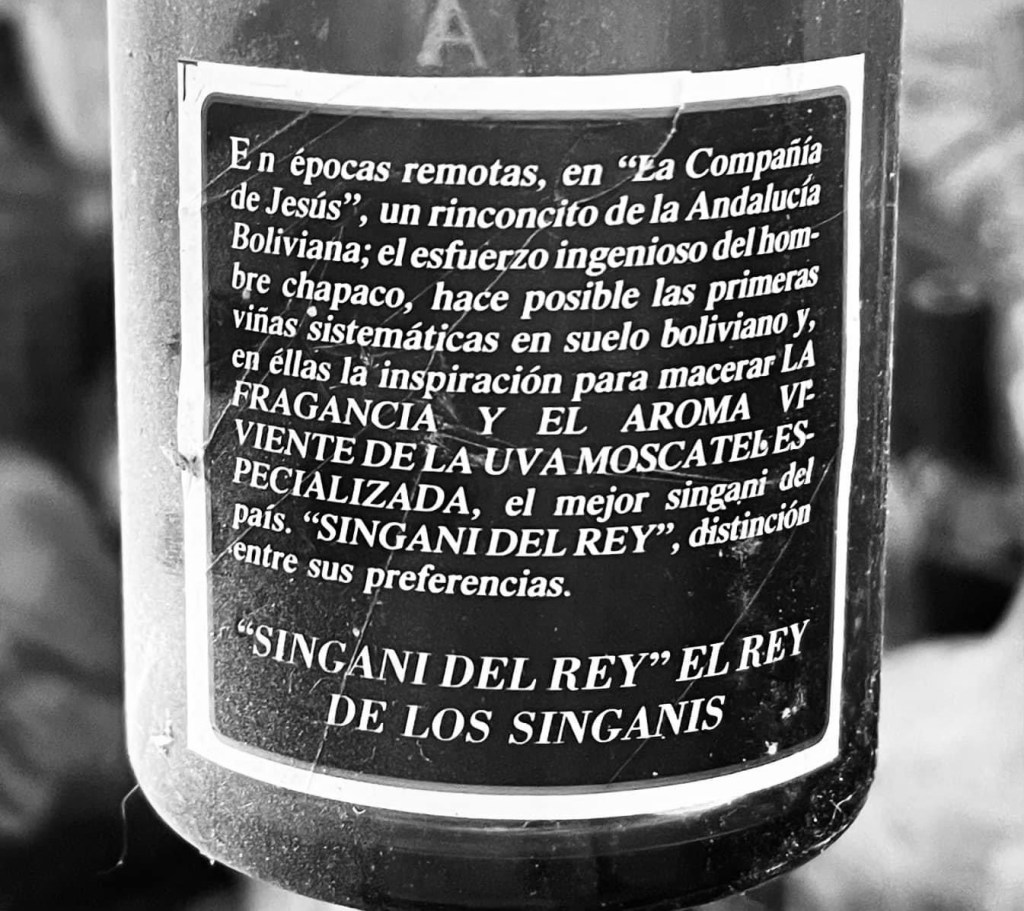 A
T
En épocas remotas, en “La Compañía
de Jesús”, un rinconcito de la Andalucía
Boliviana; el esfuerzo ingenioso del hom-
bre chapaco, hace posible las primeras
viñas sistemáticas en suelo boliviano y,
en éllas la inspiración para macerar LA
FRAGANCIA Y EL AROMA VI-
VIENTE DE LA UVA MOSCATEL ES-
PECIALIZADA, el mejor singani del
país. “SINGANI DEL REY”, distinción
entre sus preferencias.
“SINGANI DEL REY” EL REY
DE LOS SINGANIS